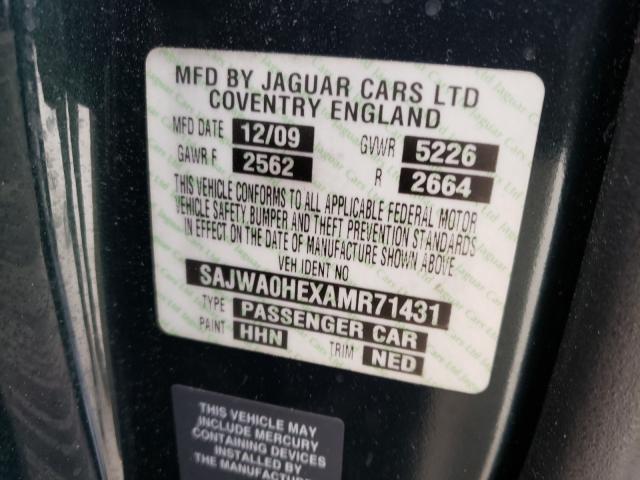 MFD BY JAGUAR CARS LTD
COVENTRY ENGLAND
MFD DATE 12/09 GVWR 5226
GAWR F 2562 R 2664
THIS VEHICLE CONFORMS TO ALL APPLICABLE FEDERAL MOTOR
VEHICLE SAFETY, BUMPER AND THEFT PREVENTION STANDARDS
IN EFFECT ON THE DATE OF MANUFACTURE SHOWN ABOVE
VEH IDENT NO
SAJWA0HEXAMR71431
TYPE PASSENGER CAR
PAINT HHN TRIM NED
THIS VEHICLE MAY
INCLUDE MERCURY
CONTAINING DEVICES
INSTALLED BY
THE MANUFACTURE